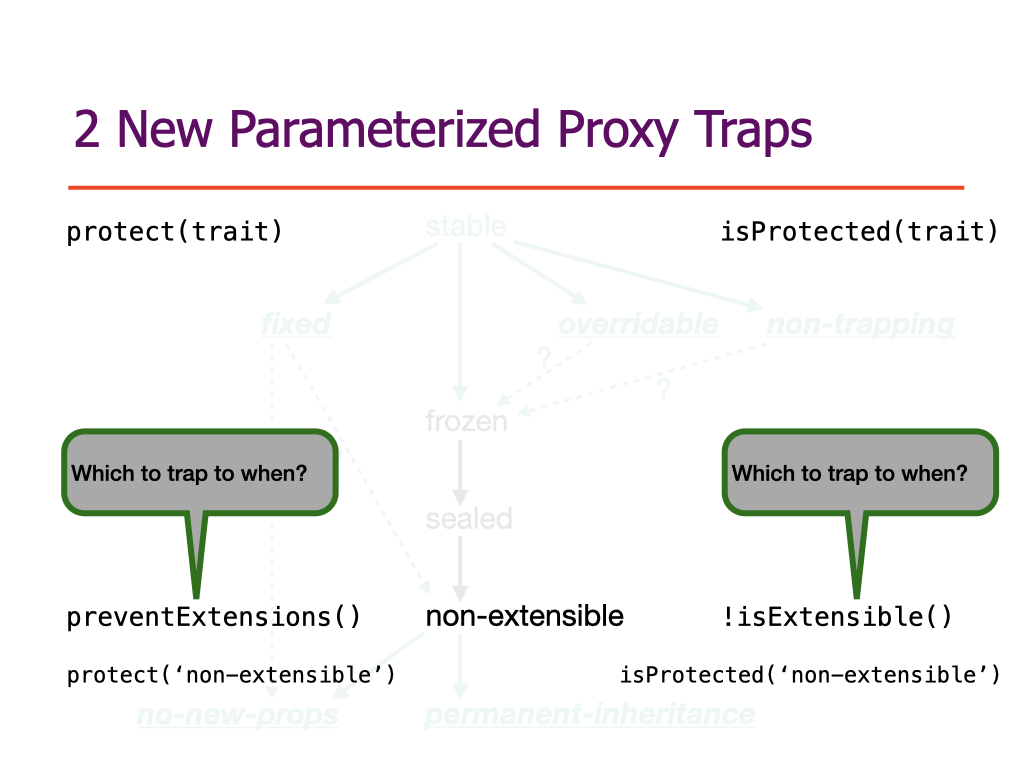 2 New Parameterized Proxy Traps
protect(trait)
stable
isProtected(trait)
fixed
overridable
non-trapping
?
?
frozen
Which to trap to when?
Which to trap to when?
sealed
preventExtensions()
non-extensible
!isExtensible()
protect(‘non-extensible’)
isProtected(‘non-extensible’)
no-new-props
permanent-inheritance